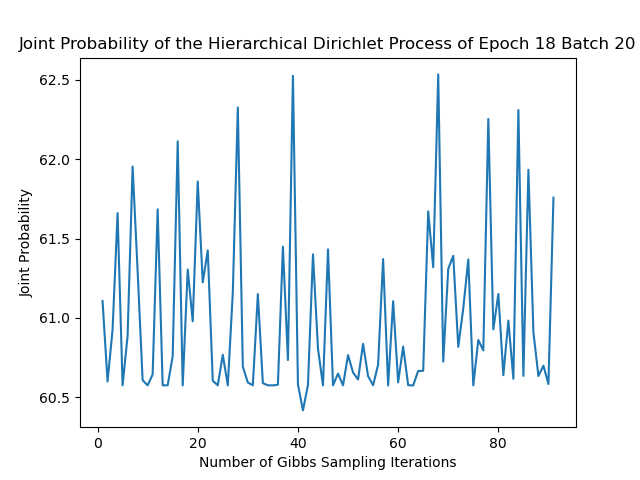 Joint Probability of the Hierarchical Dirichlet Process of Epoch 18 Batch 20
62.5
62.0
61.5
61.0
60.5
Joint Probability
0 20 40 60 80
Number of Gibbs Sampling Iterations